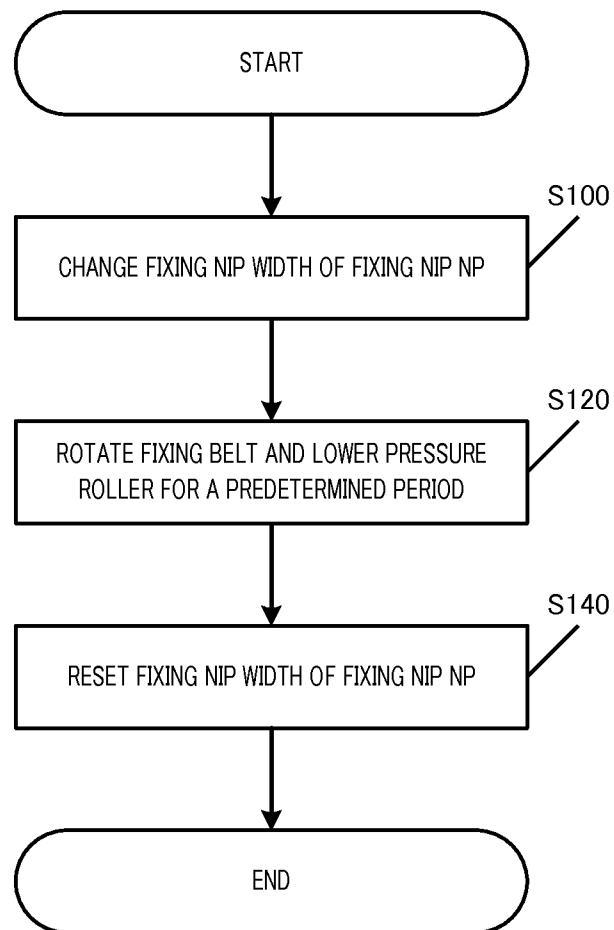 START
S100
CHANGE FIXING NIP WIDTH OF FIXING NIP NP
S120
ROTATE FIXING BELT AND LOWER PRESSURE
ROLLER FOR A PREDETERMINED PERIOD
S140
RESET FIXING NIP WIDTH OF FIXING NIP NP
END